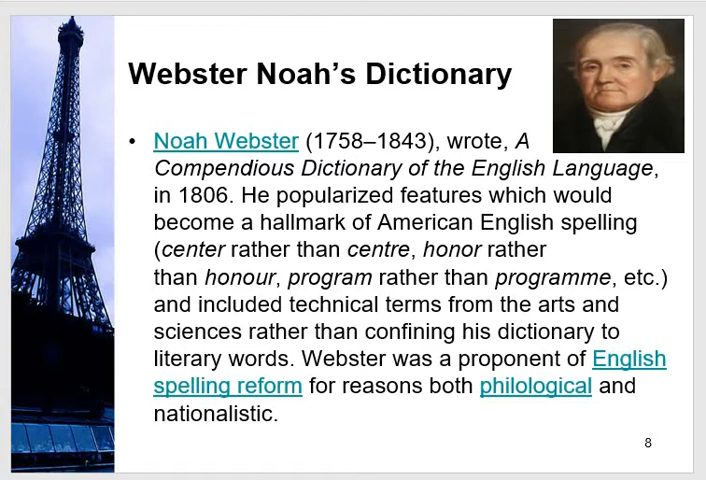 Webster Noah’s Dictionary
• Noah Webster (1758–1843), wrote, A
Compendious Dictionary of the English Language,
in 1806. He popularized features which would
become a hallmark of American English spelling
(center rather than centre, honor rather
than honour, program rather than programme, etc.)
and included technical terms from the arts and
sciences rather than confining his dictionary to
literary words. Webster was a proponent of English
spelling reform for reasons both philological and
nationalistic.
8